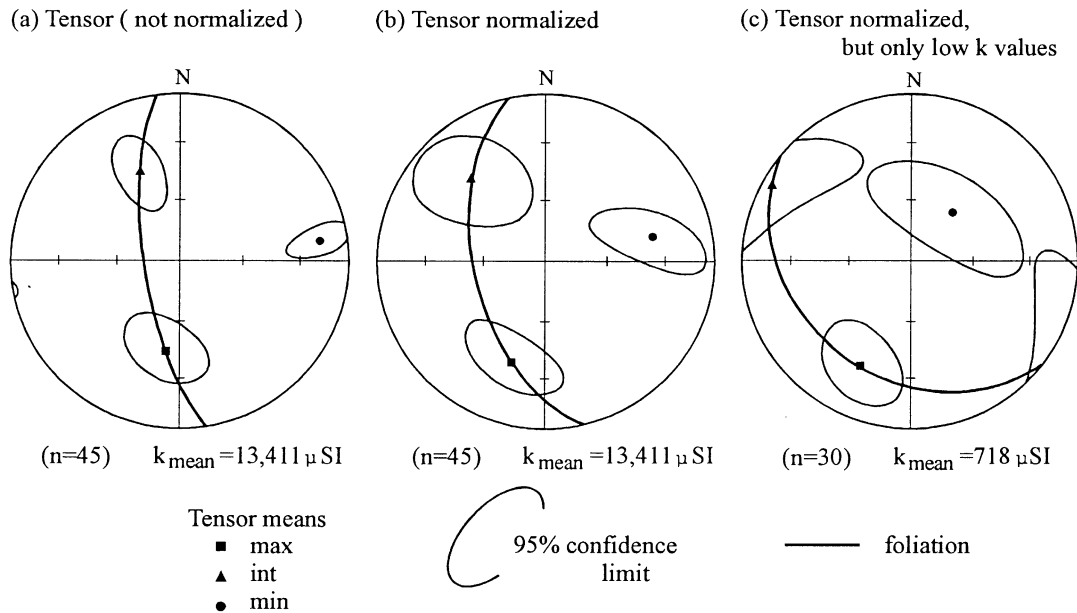 (a) Tensor ( not normalized )
(b) Tensor normalized
(c) Tensor normalized,
but only low k values
N
N
N
(n=45) k mean =13,411 μ SI
(n=45) k mean =13,411 μ SI
(n=30) k mean =718 μSI
Tensor means
■ max
▲ int
● min
95% confidence
limit
foliation